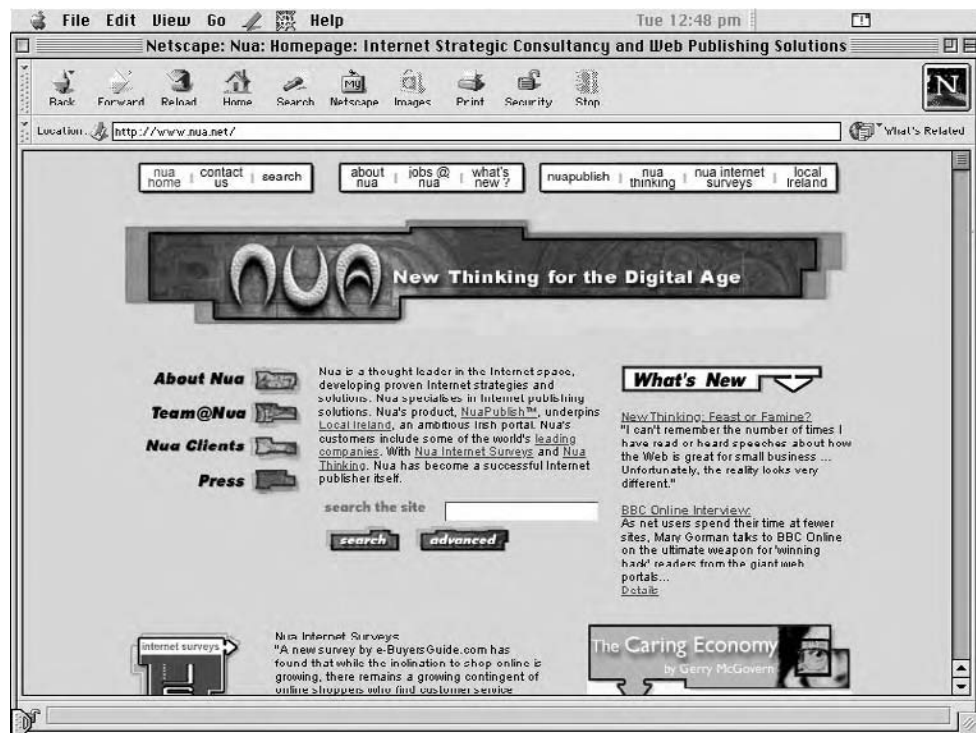 File Edit View Go Help Tue 12:48 pm
Netscape: Nua: Homepage: Internet Strategic Consultancy and Web Publishing Solutions
Back Forward Reload Home Search Netscape Images Print Security Stop
N
Location: http://www.nua.net/ What's Related
nua home | contact us | search
about nua | jobs @ nua | what's new ?
nuapublish | nua thinking | nua internet surveys | local Ireland
nua New Thinking for the Digital Age
About Nua
Team@Nua
Nua Clients
Press
Nua is a thought leader in the Internet space,
developing proven Internet strategies and
solutions. Nua specialises in Internet publishing
solutions. Nua's product, NuaPublish™, underpins
Local Ireland, an ambitious Irish portal. Nua's
customers include some of the world's leading
companies. With Nua Internet Surveys and Nua
Thinking. Nua has become a successful Internet
publisher itself.
search the site
search advanced
What's New
New Thinking: Feast or Famine?
"I can't remember the number of times I
have read or heard speeches about how
the Web is great for small business ...
Unfortunately, the reality looks very
different."
BBC Online Interview:
As net users spend their time at fewer
sites, Mary Gorman talks to BBC Online
on the ultimate weapon for 'winning
back' readers from the giant web
portals...
Details
internet surveys
Nua Internet Surveys
"A new survey by e-BuyersGuide.com has
found that while the inclination to shop online is
growing, there remains a growing contingent of
online shoppers who find customer service
The Caring Economy
by Gerry McGovern